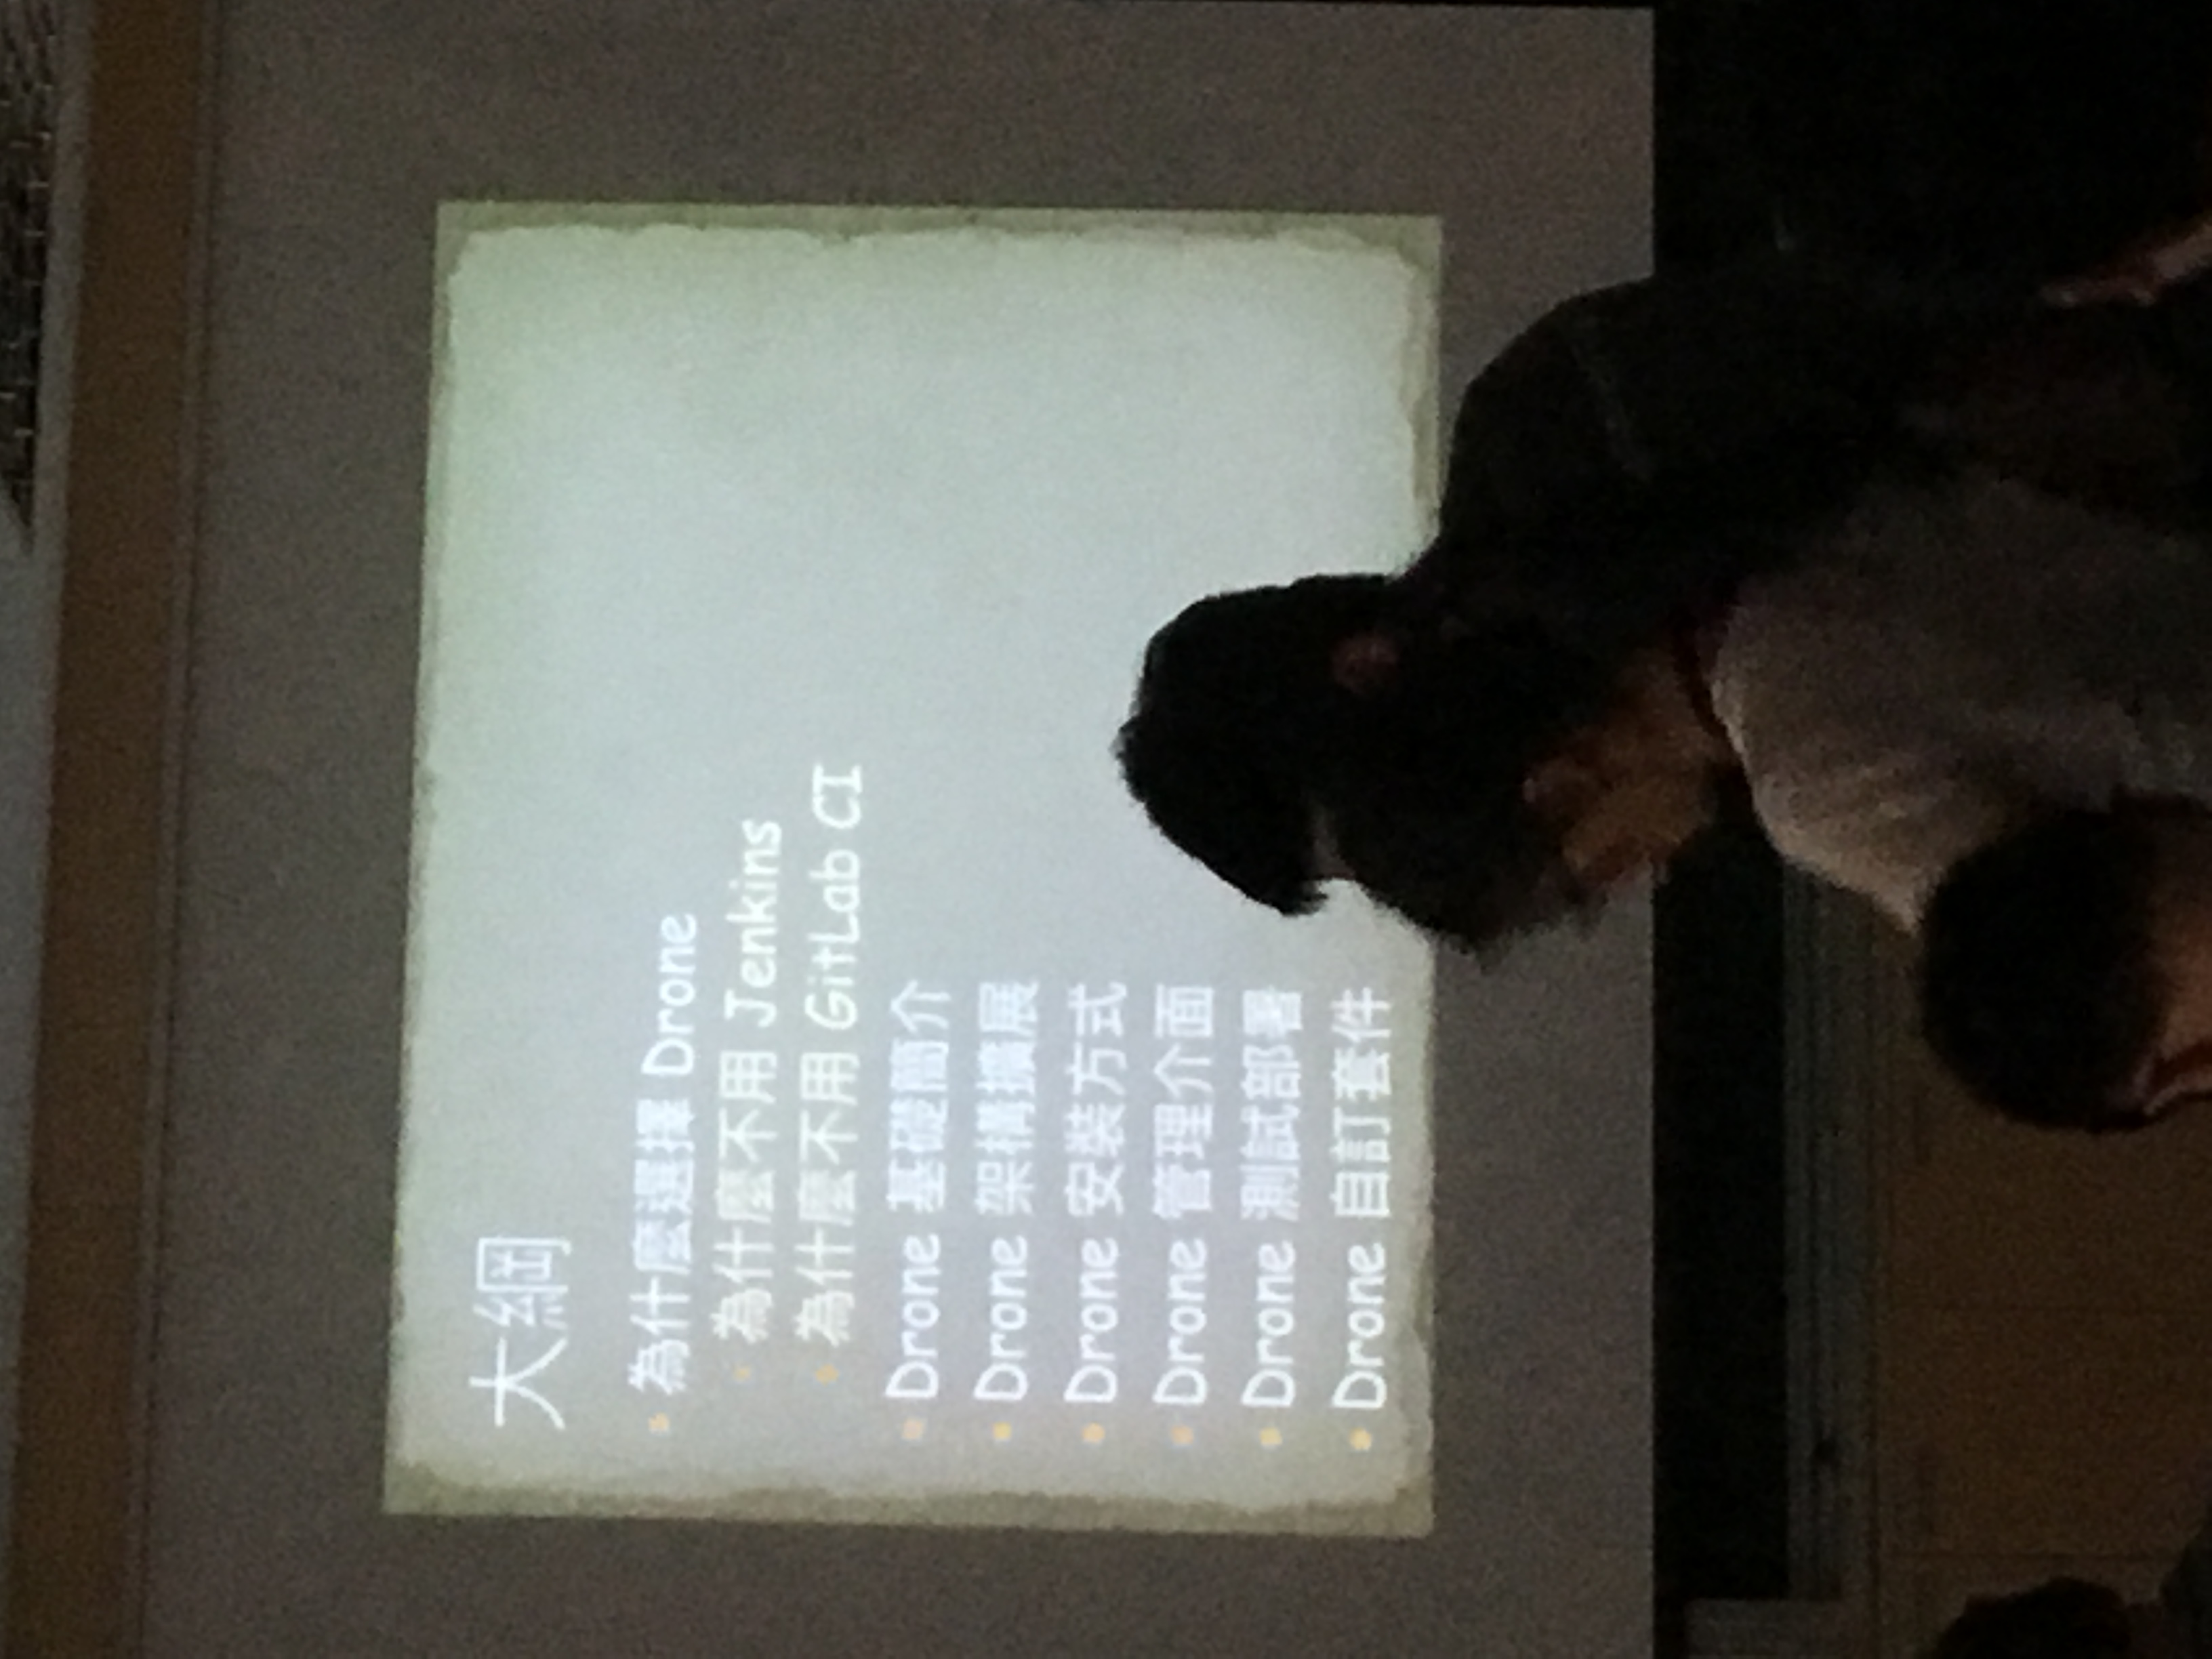 大綱
為什麼選擇 Drone
為什麼不用 Jenkins
為什麼不用 GitLab CI
Drone 基礎簡介
Drone 架構擴展
Drone 安裝方式
Drone 管理介面
Drone 測試部署
Drone 自訂套件